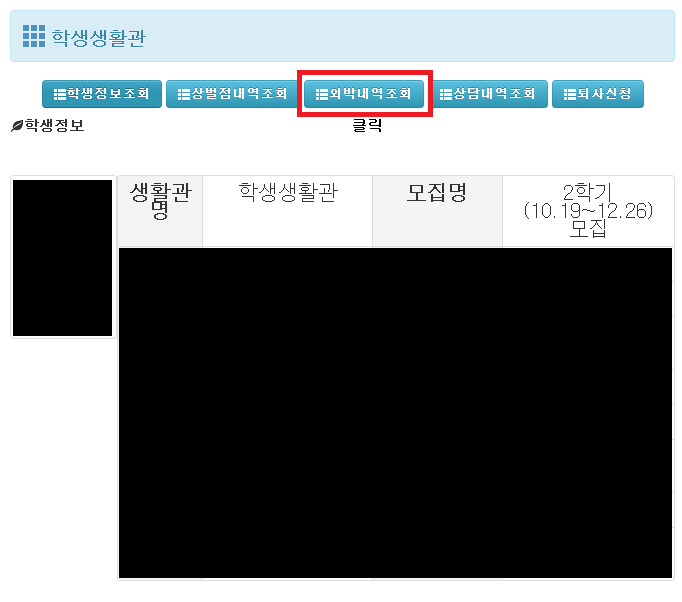 학생생활관
학생정보조회 상벌점내역조회 외박내역조회 상담내역조회 퇴사신청
학생정보 클릭
생활관명 학생생활관 모집명 2학기
(10.19~12.26)
모집